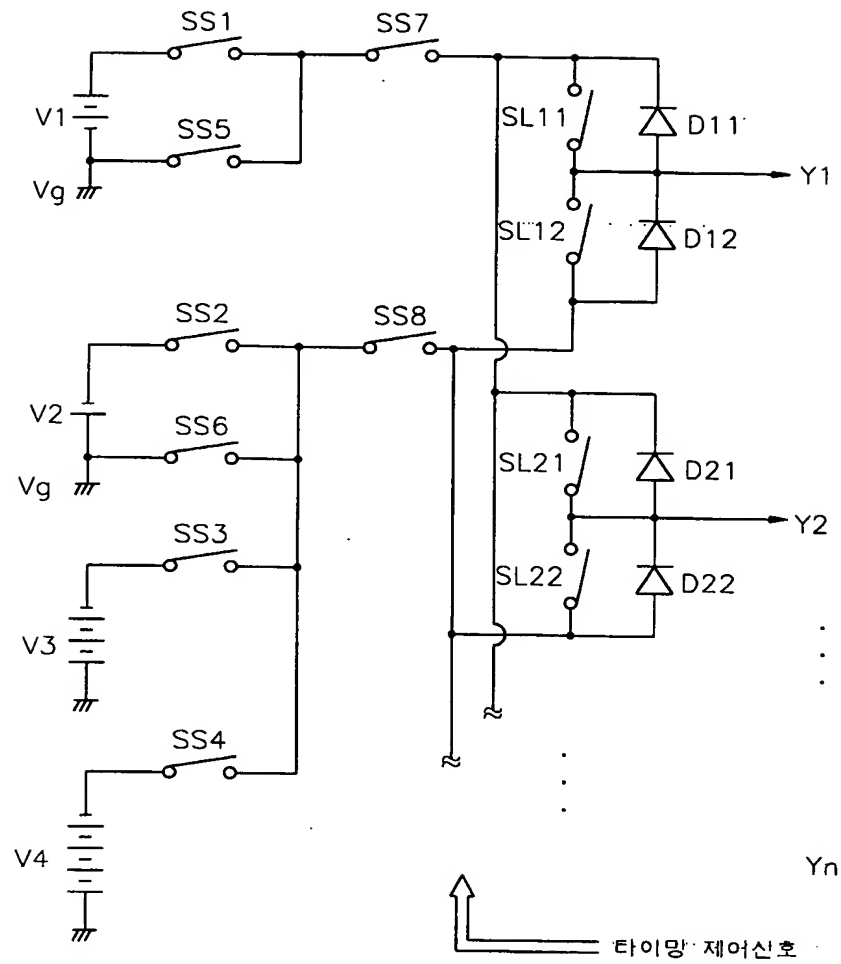 SS1
SS7
V1
SS5
SL11
D11
Vg
Y1
SL12
D12
SS2
SS8
V2
SS6
Vg
SL21
D21
SS3
Y2
SL22
D22
V3
SS4
V4
Yn
타이망 제어신호